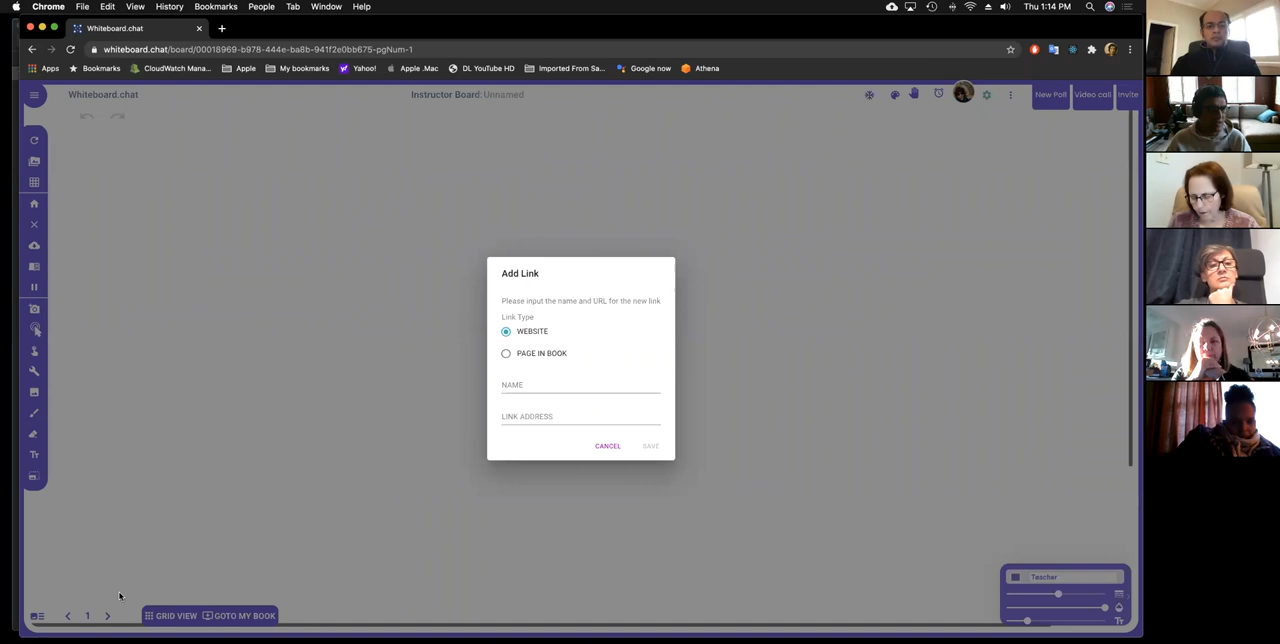 Chrome File Edit View History Bookmarks People Tab Window Help Thu 1:14 PM
Whiteboard.chat
whiteboard.chat/board/00018969-b978-444e-ba8b-941f2e0bb675-pgNum-1
Apps Bookmarks CloudWatch Mana... Apple My bookmarks Yahoo! Apple .Mac DL YouTube HD Imported From Sa... Google now Athena
Whiteboard.chat Instructor Board: Unnamed New Poll Video call Invite
Add Link
Please input the name and URL for the new link
Link Type
WEBSITE
PAGE IN BOOK
NAME
LINK ADDRESS
CANCEL SAVE
Teacher
Tт
Tт
1 GRID VIEW GOTO MY BOOK